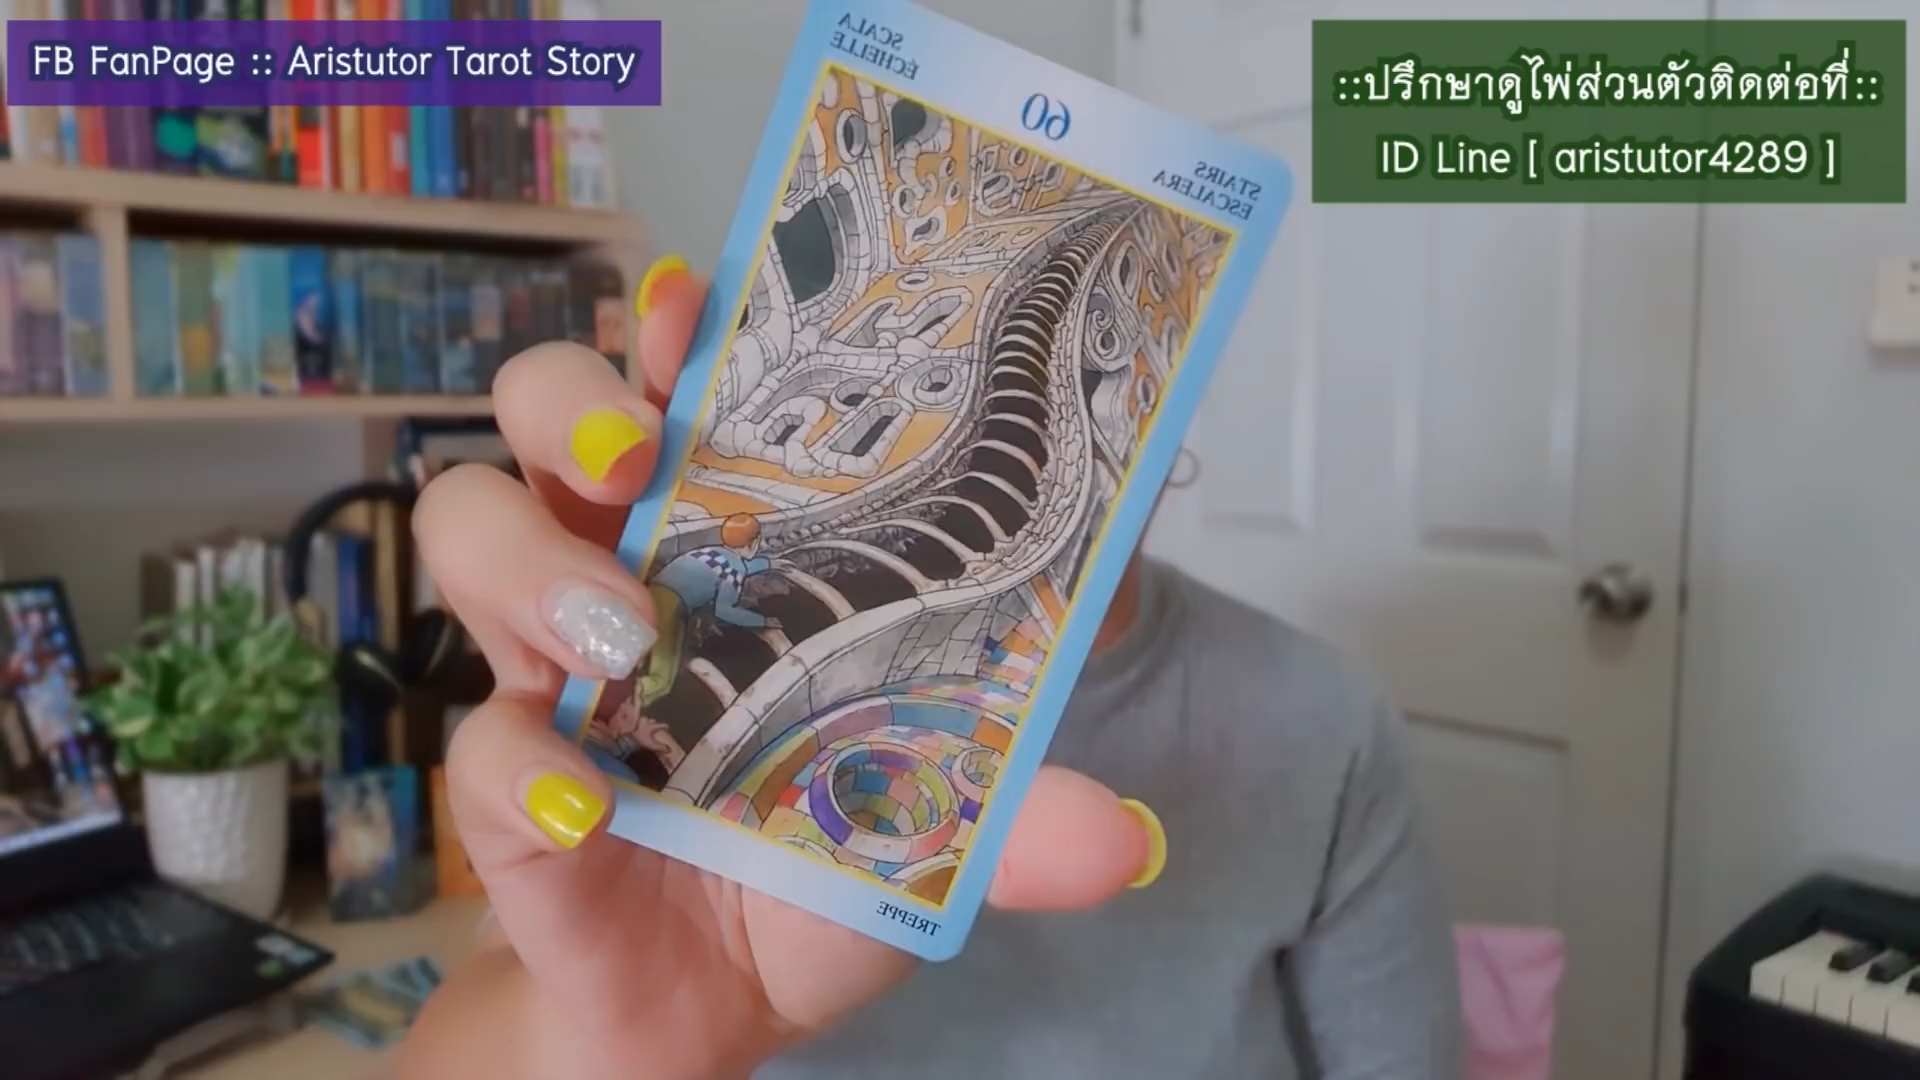 FB FanPage :: Aristutor Tarot Story
::ปรึกษาดูไพ่ส่วนตัวติดต่อที่::
ID Line [ aristutor4289 ]
SCALA
ÉCHELLE
60
STAIRS
ESCALERA
TREPPE